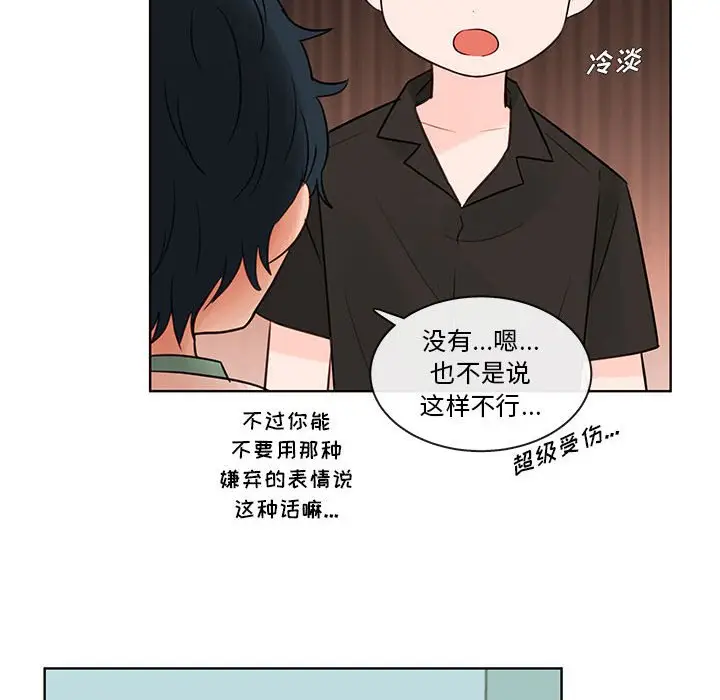 冷淡
没有...嗯...
也不是说
这样不行...
超级受伤...
不过你能
不要用那种
嫌弃的表情说
这种话嘛...